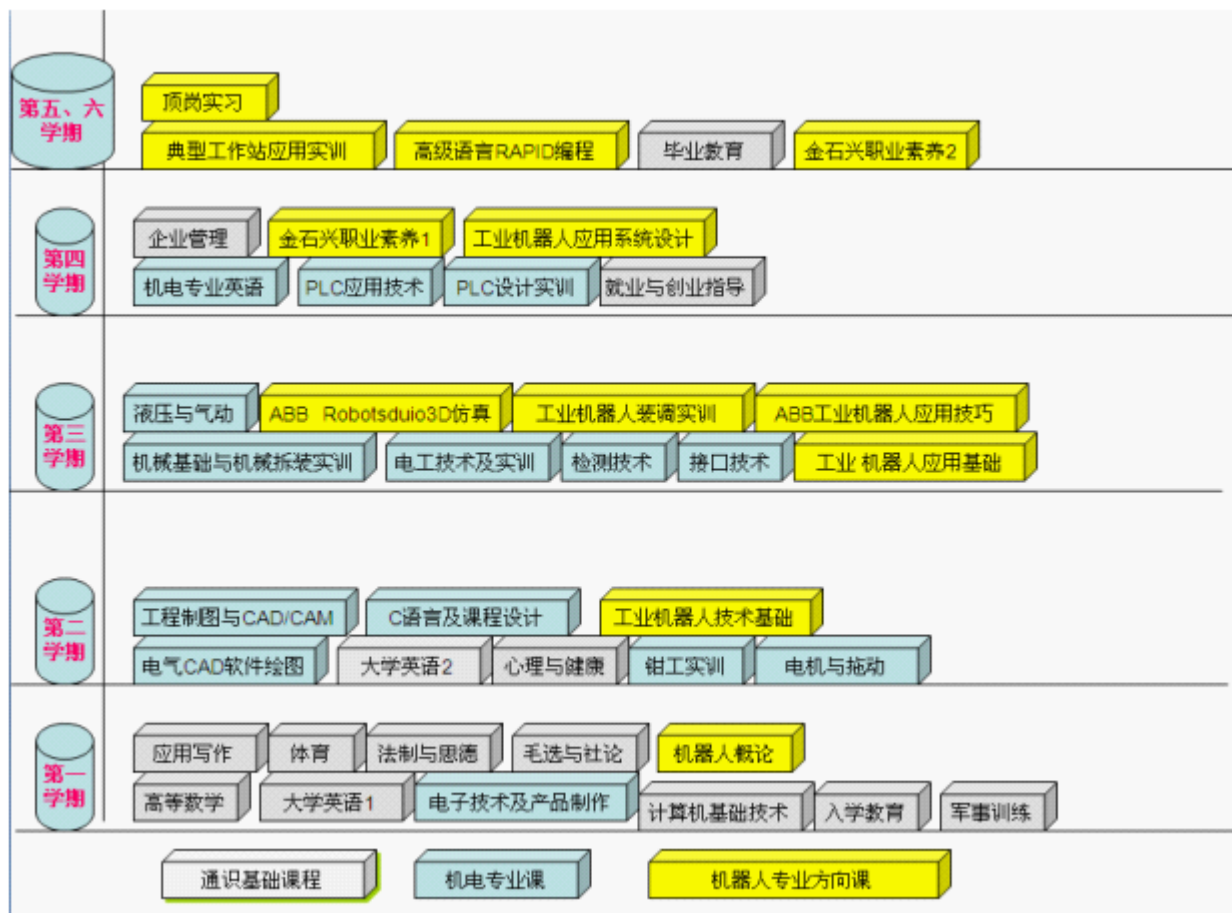 第五、六
学期
顶岗实习
典型工作站应用实训
高级语言RAPID编程
毕业教育
金石兴职业素养2
第四
学期
企业管理
金石兴职业素养1
工业机器人应用系统设计
机电专业英语
PLC应用技术
PLC设计实训
就业与创业指导
第三
学期
液压与气动
ABB Robotsduio3D仿真
工业机器人装调实训
ABB工业机器人应用技巧
机械基础与机械拆装实训
电工技术及实训
检测技术
接口技术
工业 机器人应用基础
第二
学期
工程制图与CAD/CAM
C语言及课程设计
工业机器人技术基础
电气CAD软件绘图
大学英语2
心理与健康
钳工实训
电机与拖动
第一
学期
应用写作
体育
法制与思德
毛选与社论
机器人概论
高等数学
大学英语1
电子技术及产品制作
计算机基础技术
入学教育
军事训练
通识基础课程
机电专业课
机器人专业方向课